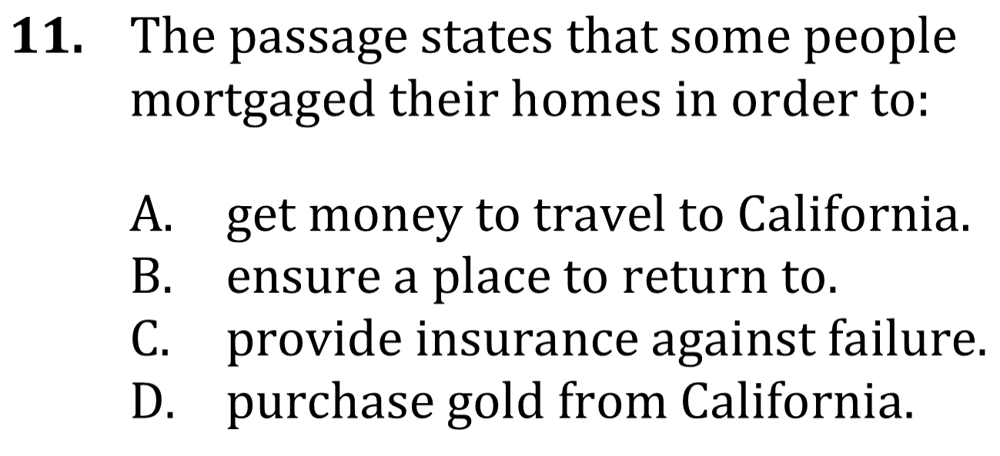 11. The passage states that some people
mortgaged their homes in order to:
A. get money to travel to California.
B. ensure a place to return to.
C. provide insurance against failure.
D. purchase gold from California.